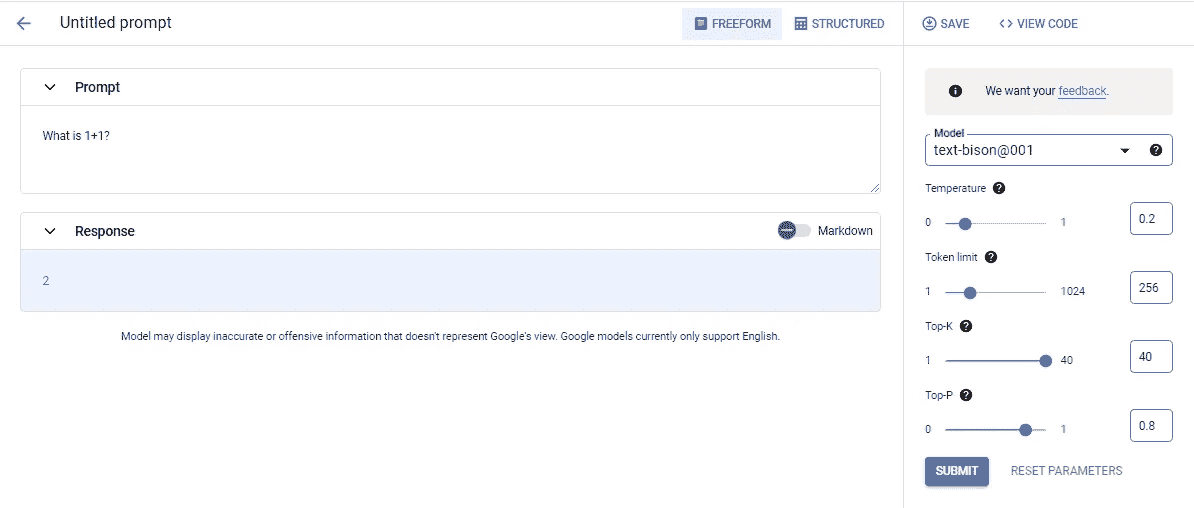 Untitled prompt
FREEFORM
STRUCTURED
SAVE
<> VIEW CODE
Prompt
What is 1+1?
Response
Markdown
2
Model may display inaccurate or offensive information that doesn't represent Google's view. Google models currently only support English.
We want your feedback.
Model
text-bison@001
Temperature
0
1
0.2
Token limit
1
1024
256
Top-K
1
40
40
Top-P
0
1
0.8
SUBMIT
RESET PARAMETERS